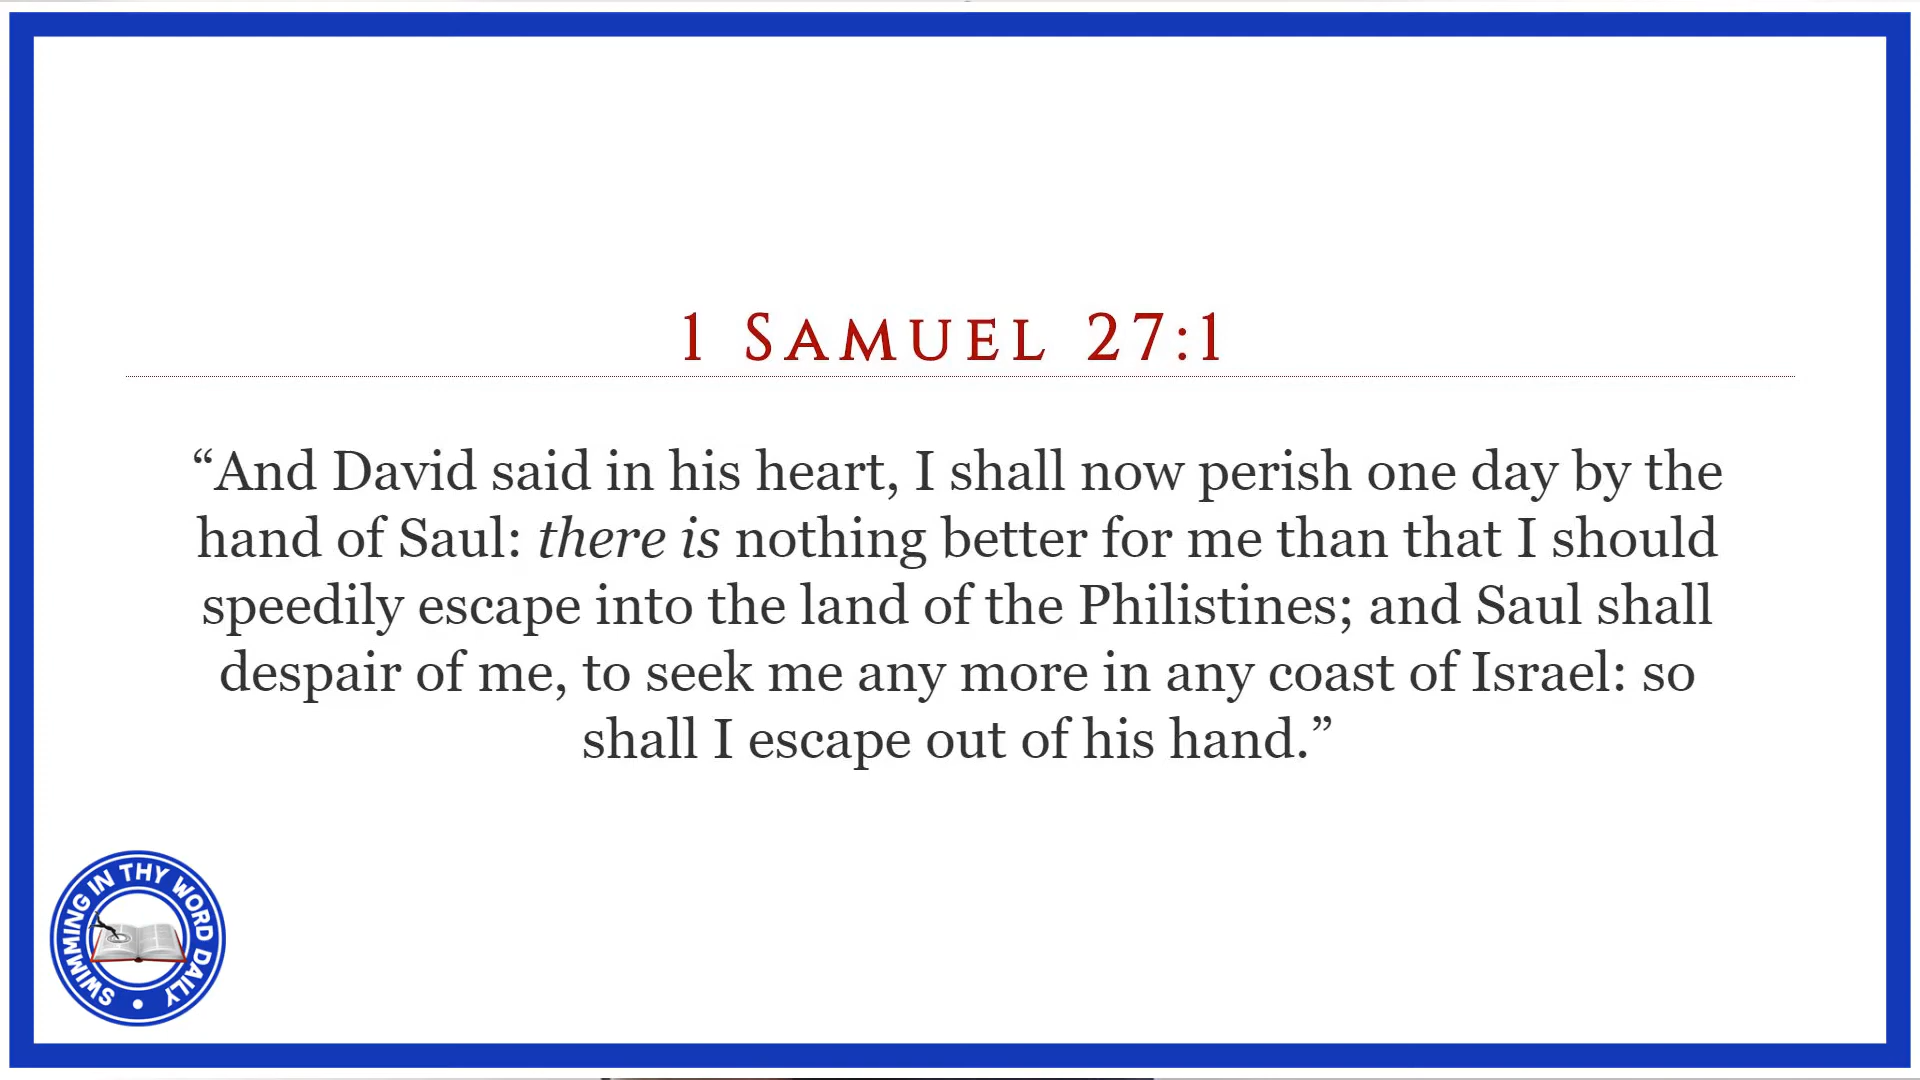 1 Samuel 27:1
“And David said in his heart, I shall now perish one day by the
hand of Saul: there is nothing better for me than that I should
speedily escape into the land of the Philistines; and Saul shall
despair of me, to seek me any more in any coast of Israel: so
shall I escape out of his hand.”
SWIMMING IN THY WORD DAILY •